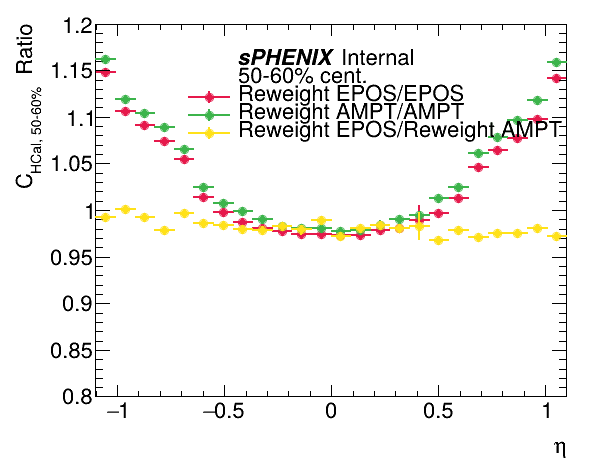 C_HCal, 50-60% Ratio
1.2
1.15
1.1
1.05
1
0.95
0.9
0.85
0.8
sPHENIX Internal
50-60% cent.
Reweight EPOS/EPOS
Reweight AMPT/AMPT
Reweight EPOS/Reweight AMPT
−1 −0.5 0 0.5 1
η